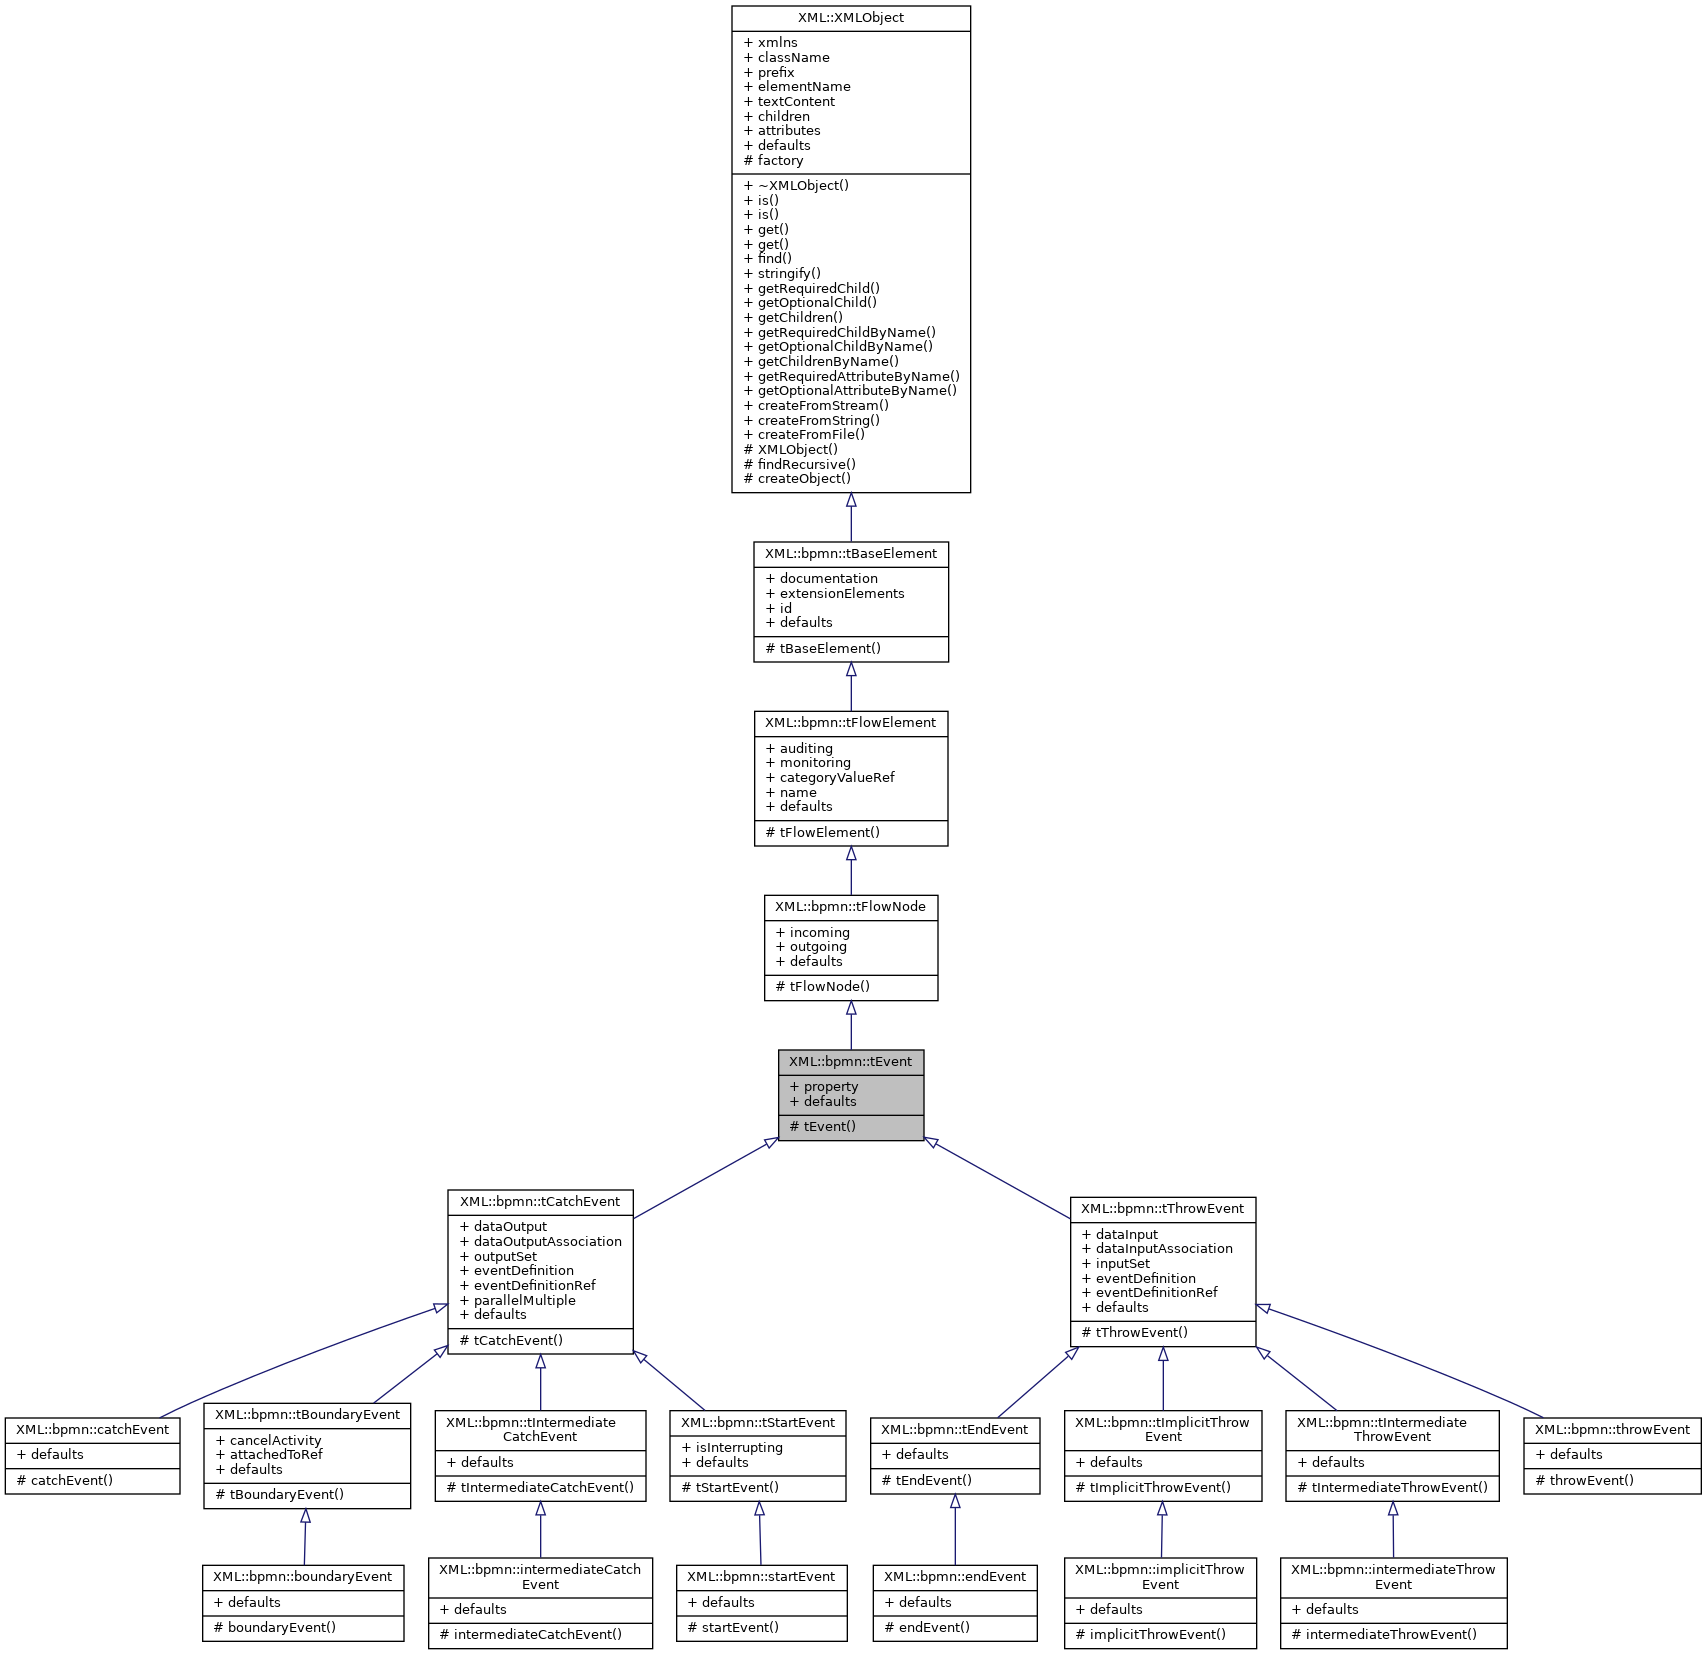 XML::XMLObject
+ xmlns
+ className
+ prefix
+ elementName
+ textContent
+ children
+ attributes
+ defaults
# factory
+ ~XMLObject()
+ is()
+ is()
+ get()
+ get()
+ find()
+ stringify()
+ getRequiredChild()
+ getOptionalChild()
+ getChildren()
+ getRequiredChildByName()
+ getOptionalChildByName()
+ getChildrenByName()
+ getRequiredAttributeByName()
+ getOptionalAttributeByName()
+ createFromStream()
+ createFromString()
+ createFromFile()
# XMLObject()
# findRecursive()
# createObject()
XML::bpmn::tBaseElement
+ documentation
+ extensionElements
+ id
+ defaults
# tBaseElement()
XML::bpmn::tFlowElement
+ auditing
+ monitoring
+ categoryValueRef
+ name
+ defaults
# tFlowElement()
XML::bpmn::tFlowNode
+ incoming
+ outgoing
+ defaults
# tFlowNode()
XML::bpmn::tEvent
+ property
+ defaults
# tEvent()
XML::bpmn::tCatchEvent
+ dataOutput
+ dataOutputAssociation
+ outputSet
+ eventDefinition
+ eventDefinitionRef
+ parallelMultiple
+ defaults
# tCatchEvent()
XML::bpmn::tThrowEvent
+ dataInput
+ dataInputAssociation
+ inputSet
+ eventDefinition
+ eventDefinitionRef
+ defaults
# tThrowEvent()
XML::bpmn::catchEvent
+ defaults
# catchEvent()
XML::bpmn::tBoundaryEvent
+ cancelActivity
+ attachedToRef
+ defaults
# tBoundaryEvent()
XML::bpmn::tIntermediate
CatchEvent
+ defaults
# tIntermediateCatchEvent()
XML::bpmn::tStartEvent
+ isInterrupting
+ defaults
# tStartEvent()
XML::bpmn::tEndEvent
+ defaults
# tEndEvent()
XML::bpmn::tImplicitThrow
Event
+ defaults
# tImplicitThrowEvent()
XML::bpmn::tIntermediate
ThrowEvent
+ defaults
# tIntermediateThrowEvent()
XML::bpmn::throwEvent
+ defaults
# throwEvent()
XML::bpmn::boundaryEvent
+ defaults
# boundaryEvent()
XML::bpmn::intermediateCatch
Event
+ defaults
# intermediateCatchEvent()
XML::bpmn::startEvent
+ defaults
# startEvent()
XML::bpmn::endEvent
+ defaults
# endEvent()
XML::bpmn::implicitThrow
Event
+ defaults
# implicitThrowEvent()
XML::bpmn::intermediateThrow
Event
+ defaults
# intermediateThrowEvent()